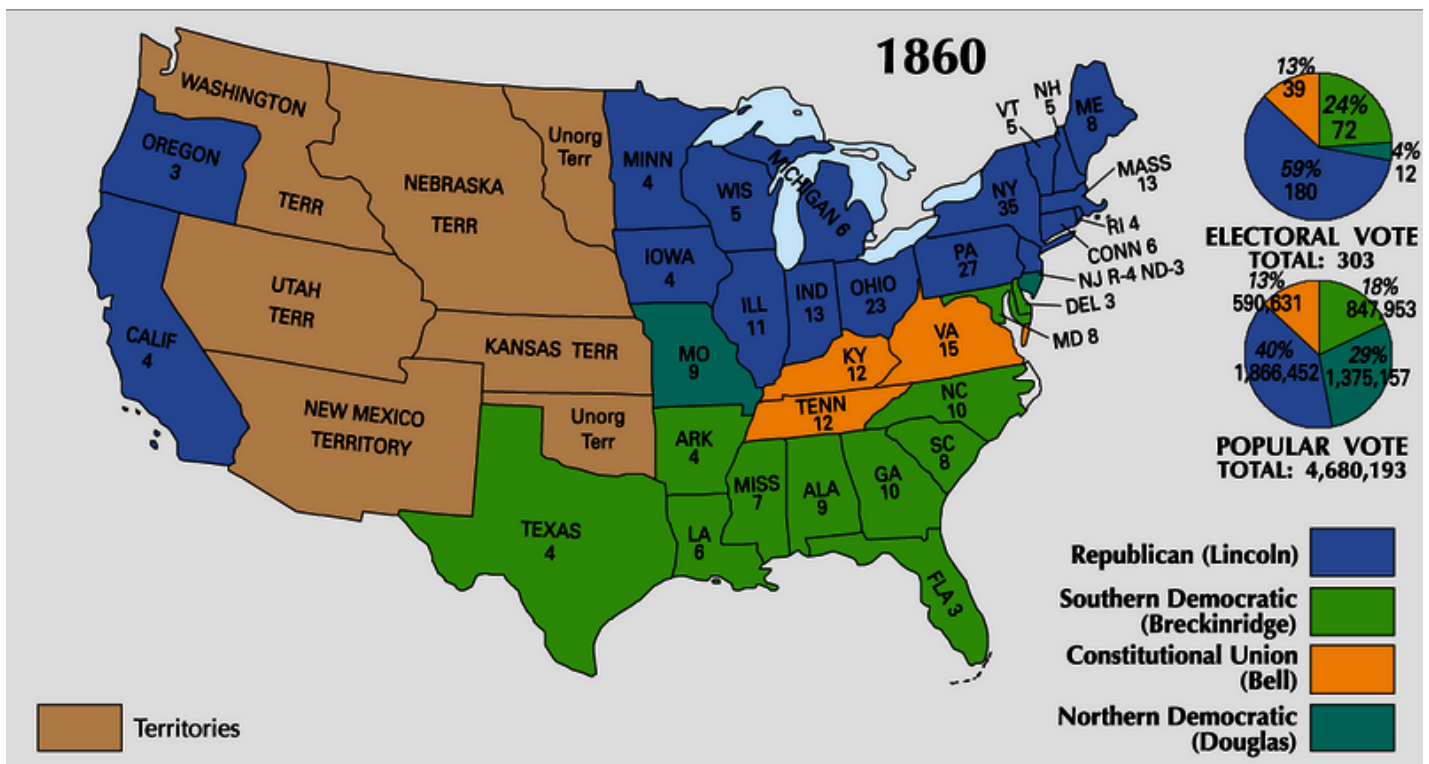 1860
WASHINGTON
TERR
OREGON
3
CALIF
4
NEBRASKA
TERR
Unorg
Terr
UTAH
TERR
KANSAS TERR
NEW MEXICO
TERRITORY
Unorg
Terr
TEXAS
4
MINN
4
IOWA
4
MO
9
ARK
4
LA
6
WIS
5
MICHIGAN 6
ILL
11
IND
13
OHIO
23
KY
12
TENN
12
MISS
7
ALA
9
GA
10
FLA 3
SC
8
NC
10
VA
15
PA
27
NY
35
VT
5
NH
5
ME
8
MASS
13
RI 4
CONN 6
NJ R-4 ND-3
DEL 3
MD 8
13%
39
24%
72
4%
12
59%
180
ELECTORAL VOTE
TOTAL: 303
13%
590,631
18%
847,953
40%
1,866,452
29%
1,375,157
POPULAR VOTE
TOTAL: 4,680,193
Republican (Lincoln)
Southern Democratic
(Breckinridge)
Constitutional Union
(Bell)
Northern Democratic
(Douglas)
Territories